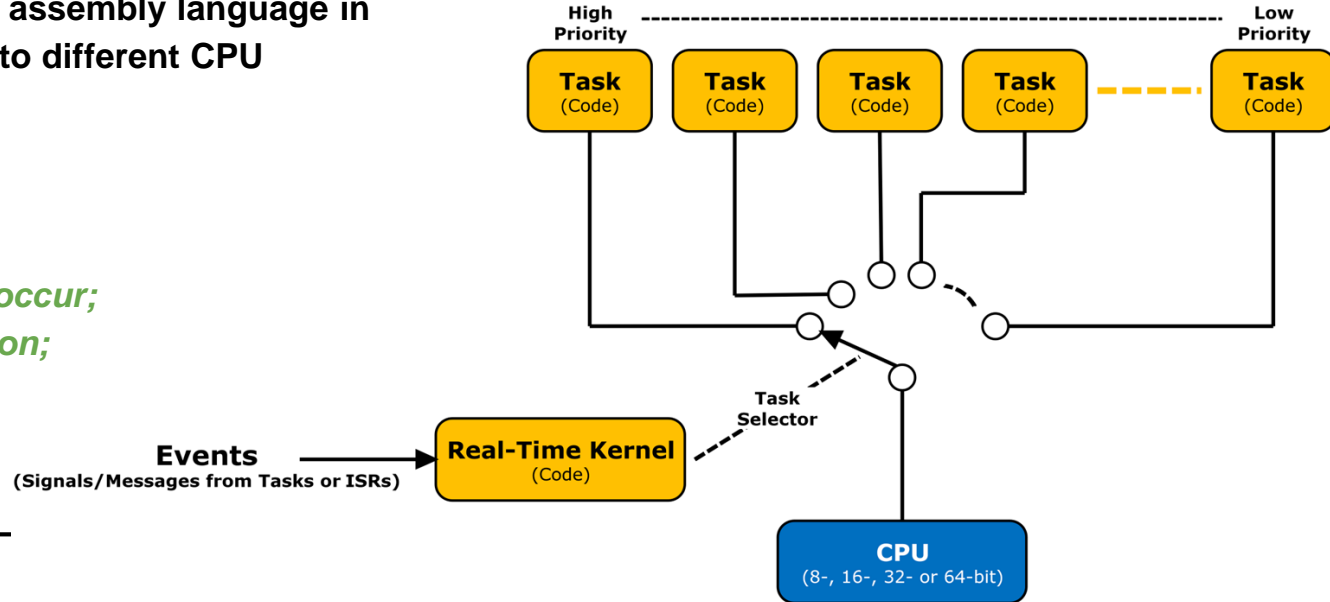 assembly language in
to different CPU
occur;
on;
High
Priority
Low
Priority
Task
(Code)
Task
(Code)
Task
(Code)
Task
(Code)
Task
(Code)
Task
Selector
Events
(Signals/Messages from Tasks or ISRs)
Real-Time Kernel
(Code)
CPU
(8-, 16-, 32- or 64-bit)